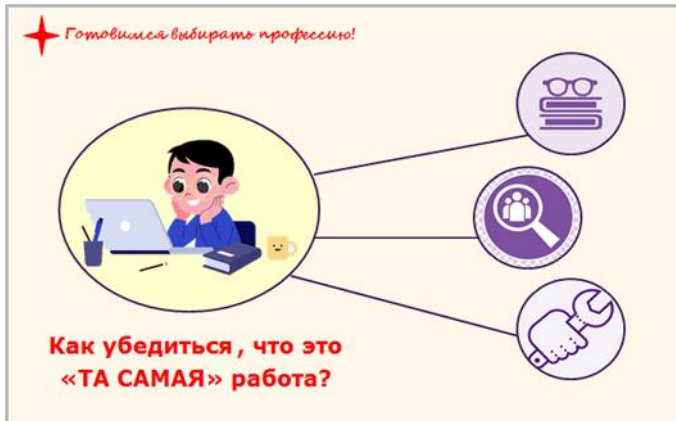 Готовимся выбирать профессию!
Как убедиться, что это
«ТА САМАЯ» работа?